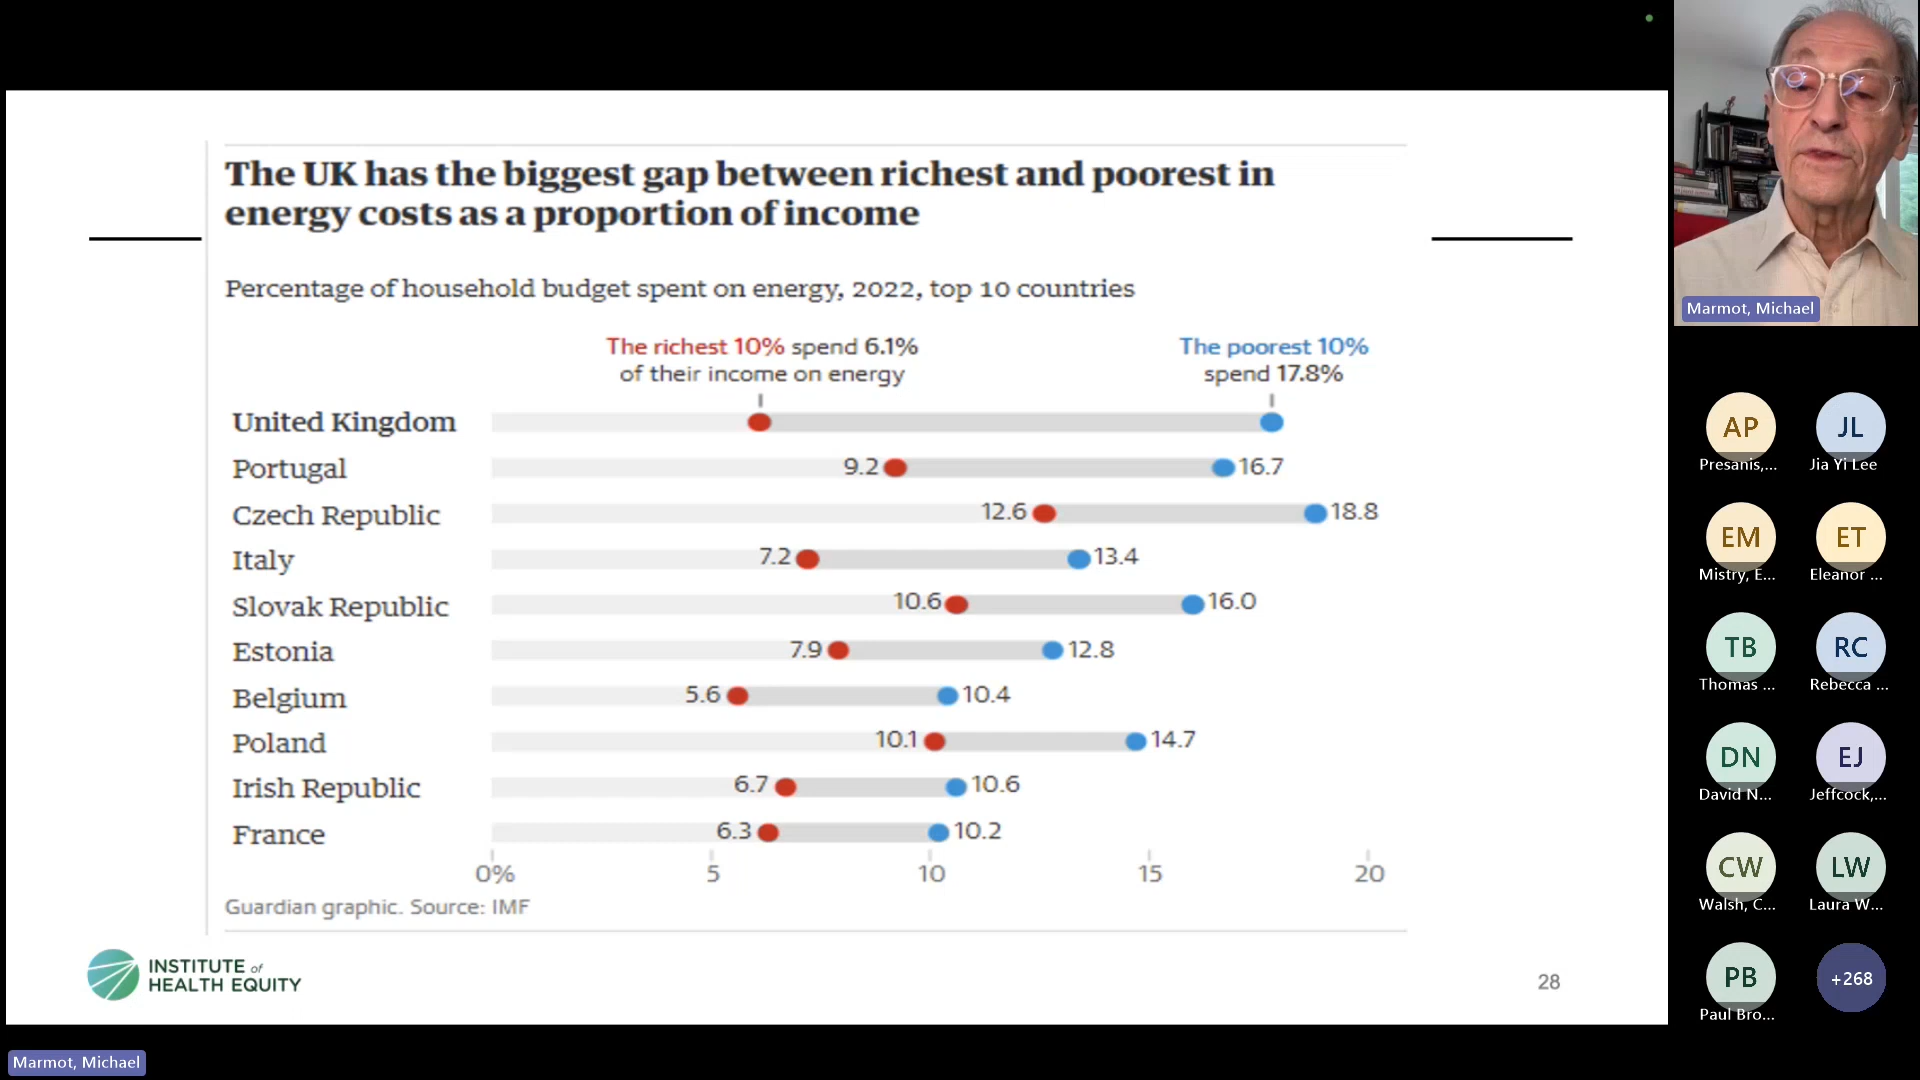 The UK has the biggest gap between richest and poorest in
energy costs as a proportion of income
Percentage of household budget spent on energy, 2022, top 10 countries
The richest 10% spend 6.1%
of their income on energy
The poorest 10%
spend 17.8%
United Kingdom
Portugal 9.2 16.7
Czech Republic 12.6 18.8
Italy 7.2 13.4
Slovak Republic 10.6 16.0
Estonia 7.9 12.8
Belgium 5.6 10.4
Poland 10.1 14.7
Irish Republic 6.7 10.6
France 6.3 10.2
0% 5 10 15 20
Guardian graphic. Source: IMF
INSTITUTE of
HEALTH EQUITY
28
Marmot, Michael
Marmot, Michael
AP JL
Presanis,... Jia Yi Lee
EM ET
Mistry, E... Eleanor ...
TB RC
Thomas ... Rebecca ...
DN EJ
David N... Jeffcock,...
CW LW
Walsh, C... Laura W...
PB +268
Paul Bro...